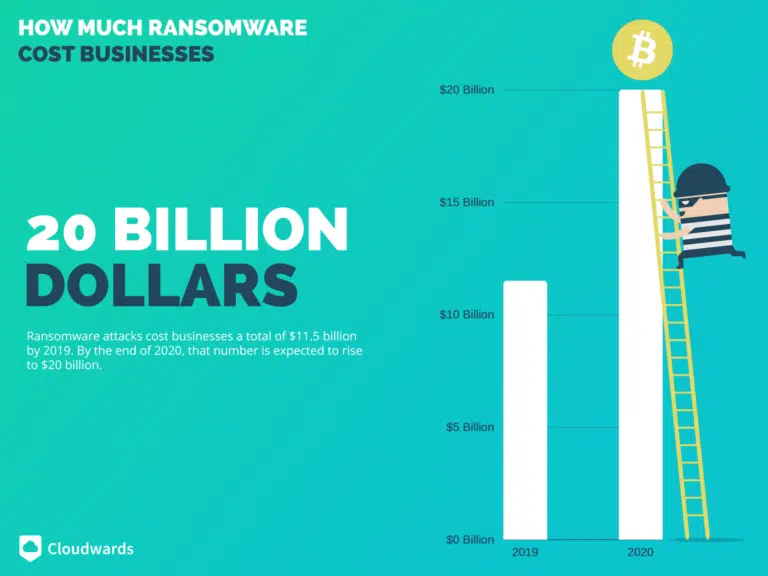 HOW MUCH RANSOMWARE
COST BUSINESSES
20 BILLION
DOLLARS
Ransomware attacks cost businesses a total of $11.5 billion
by 2019. By the end of 2020, that number is expected to rise
to $20 billion.
$20 Billion
$15 Billion
$10 Billion
$5 Billion
$0 Billion
2019
2020
Cloudwards